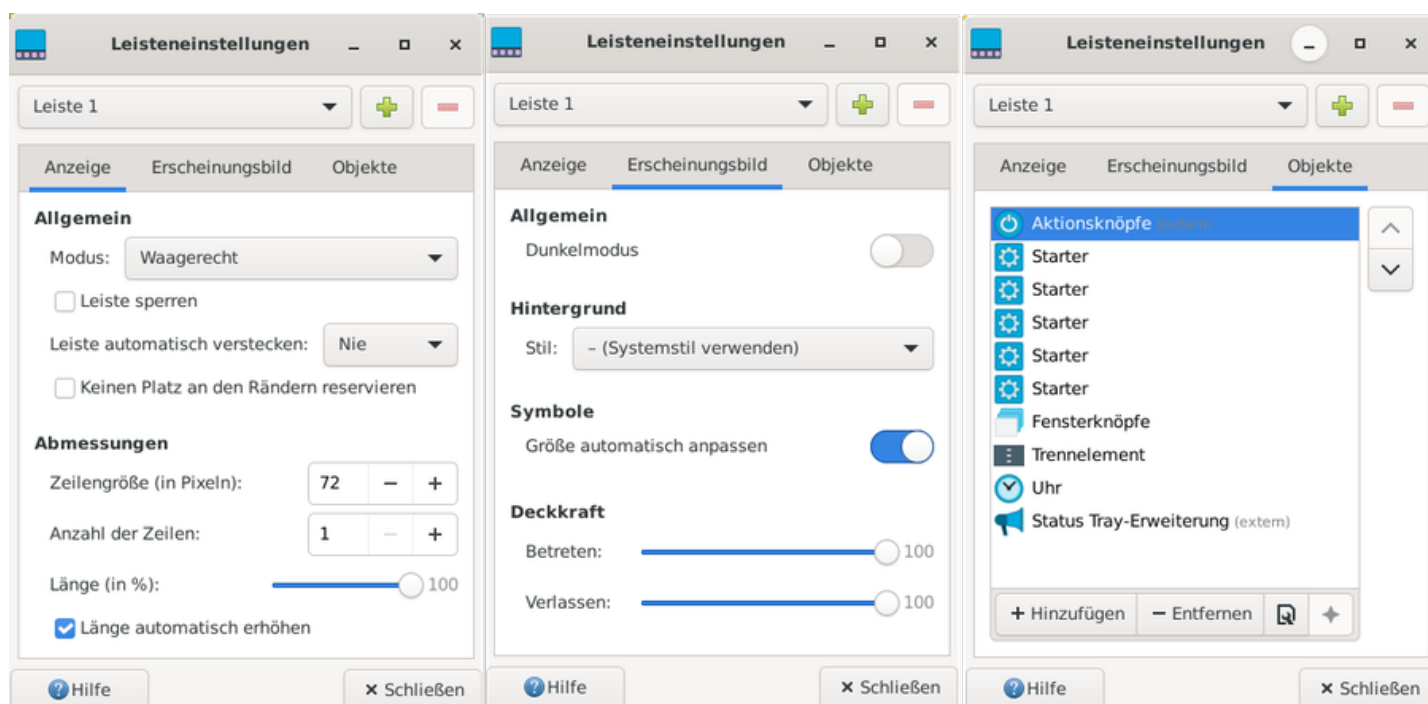 Leisteneinstellungen
Leiste 1
Anzeige Erscheinungsbild Objekte
Allgemein
Modus: Waagerecht
Leiste sperren
Leiste automatisch verstecken: Nie
Keinen Platz an den Rändern reservieren
Abmessungen
Zeilengröße (in Pixeln): 72 − +
Anzahl der Zeilen: 1 − +
Länge (in %): 100
Länge automatisch erhöhen
Hilfe × Schließen
Leisteneinstellungen
Leiste 1
Anzeige Erscheinungsbild Objekte
Allgemein
Dunkelmodus
Hintergrund
Stil: – (Systemstil verwenden)
Symbole
Größe automatisch anpassen
Deckkraft
Betreten: 100
Verlassen: 100
Hilfe × Schließen
Leisteneinstellungen
Leiste 1
Anzeige Erscheinungsbild Objekte
Aktionsknöpfe (extern)
Starter
Starter
Starter
Starter
Starter
Fensterknöpfe
Trennelement
Uhr
Status Tray-Erweiterung (extern)
+ Hinzufügen − Entfernen
Hilfe × Schließen